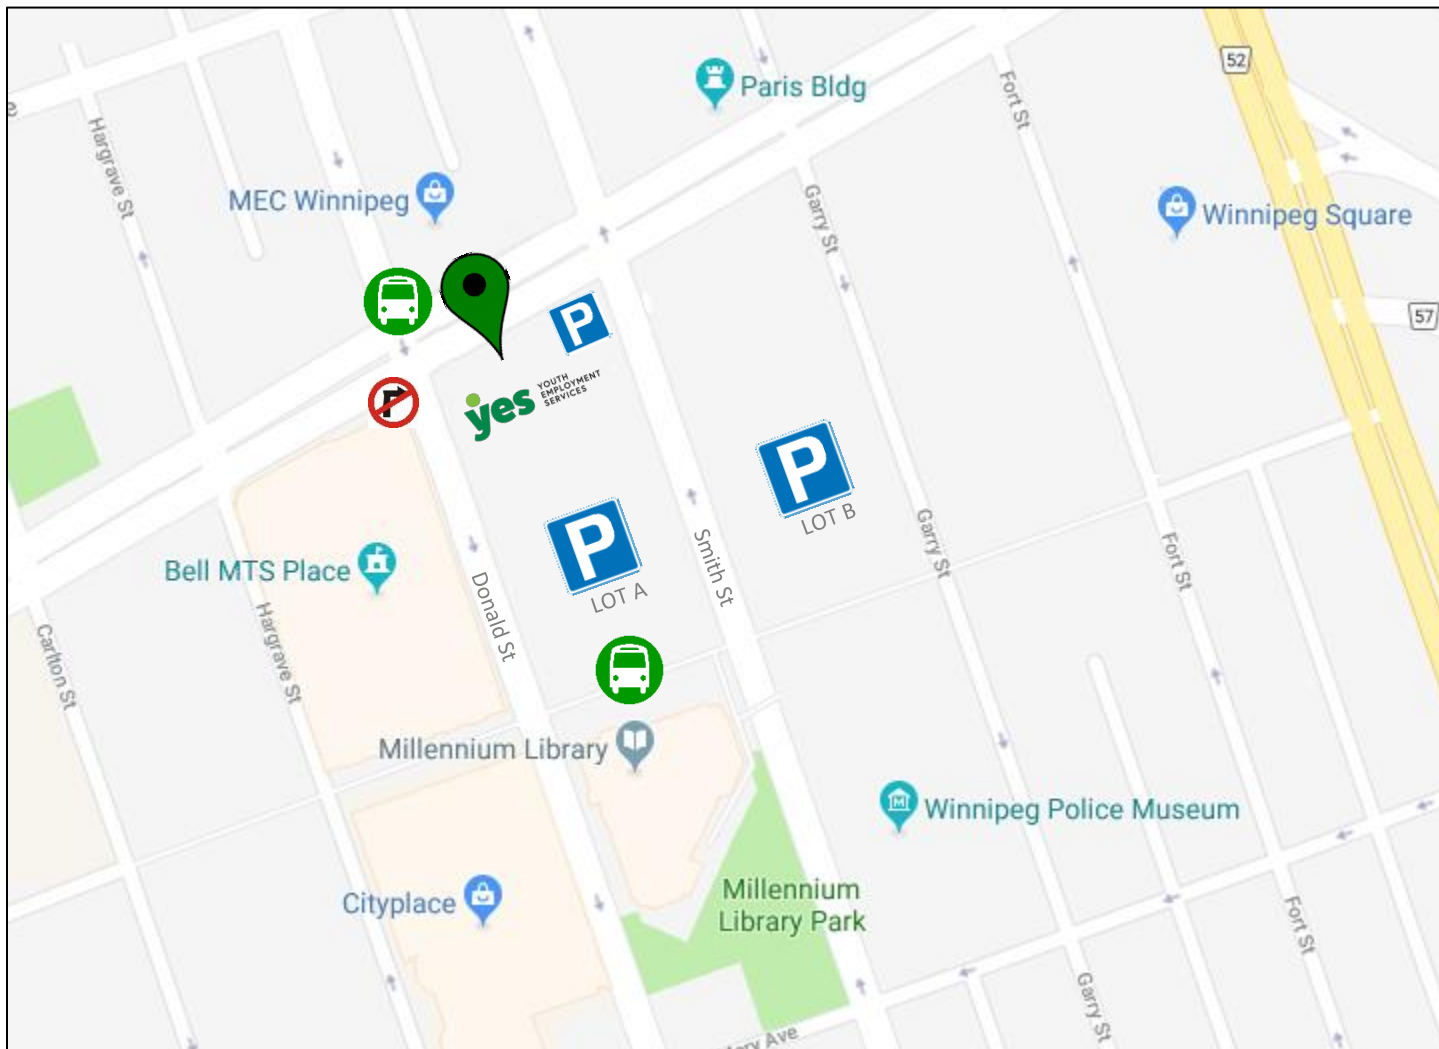 52
Paris Bldg
Fort St
Hargrave St
MEC Winnipeg
Garry St
Winnipeg Square
P
57
yes
YOUTH
EMPLOYMENT
SERVICES
P
LOT B
P
LOT A
Garry St
Smith St
Fort St
Bell MTS Place
Donald St
Hargrave St
Carlton St
Millennium Library
M
Winnipeg Police Museum
Cityplace
Millennium
Library Park
Fort St
Garry St
Ave